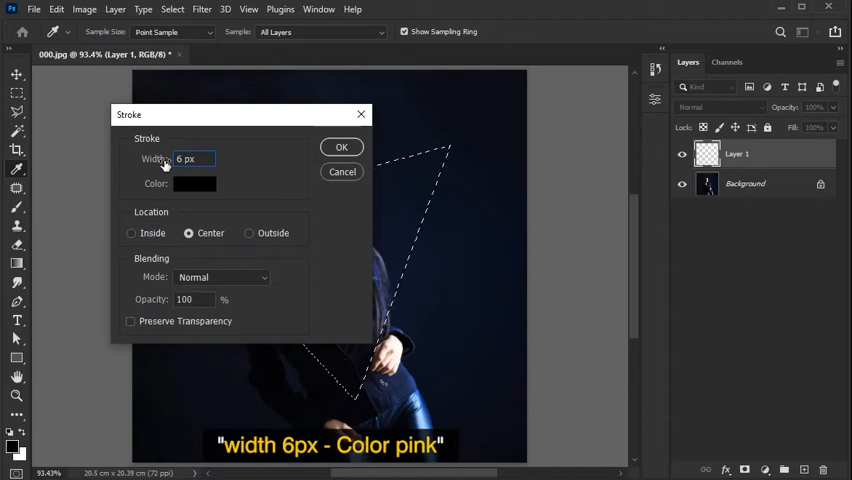 Ps File Edit Image Layer Type Select Filter 3D View Plugins Window Help
Sample Size: Point Sample Sample: All Layers Show Sampling Ring
000.jpg @ 93.4% (Layer 1, RGB/8) *
Stroke
Stroke
Width: 6 px
Color:
OK
Cancel
Location
Inside Center Outside
Blending
Mode: Normal
Opacity: 100 %
Preserve Transparency
Layers Channels
Kind
Normal Opacity: 100%
Lock: Fill: 100%
Layer 1
Background
"width 6px - Color pink"
93.43% 20.5 cm x 20.39 cm (72 ppi)